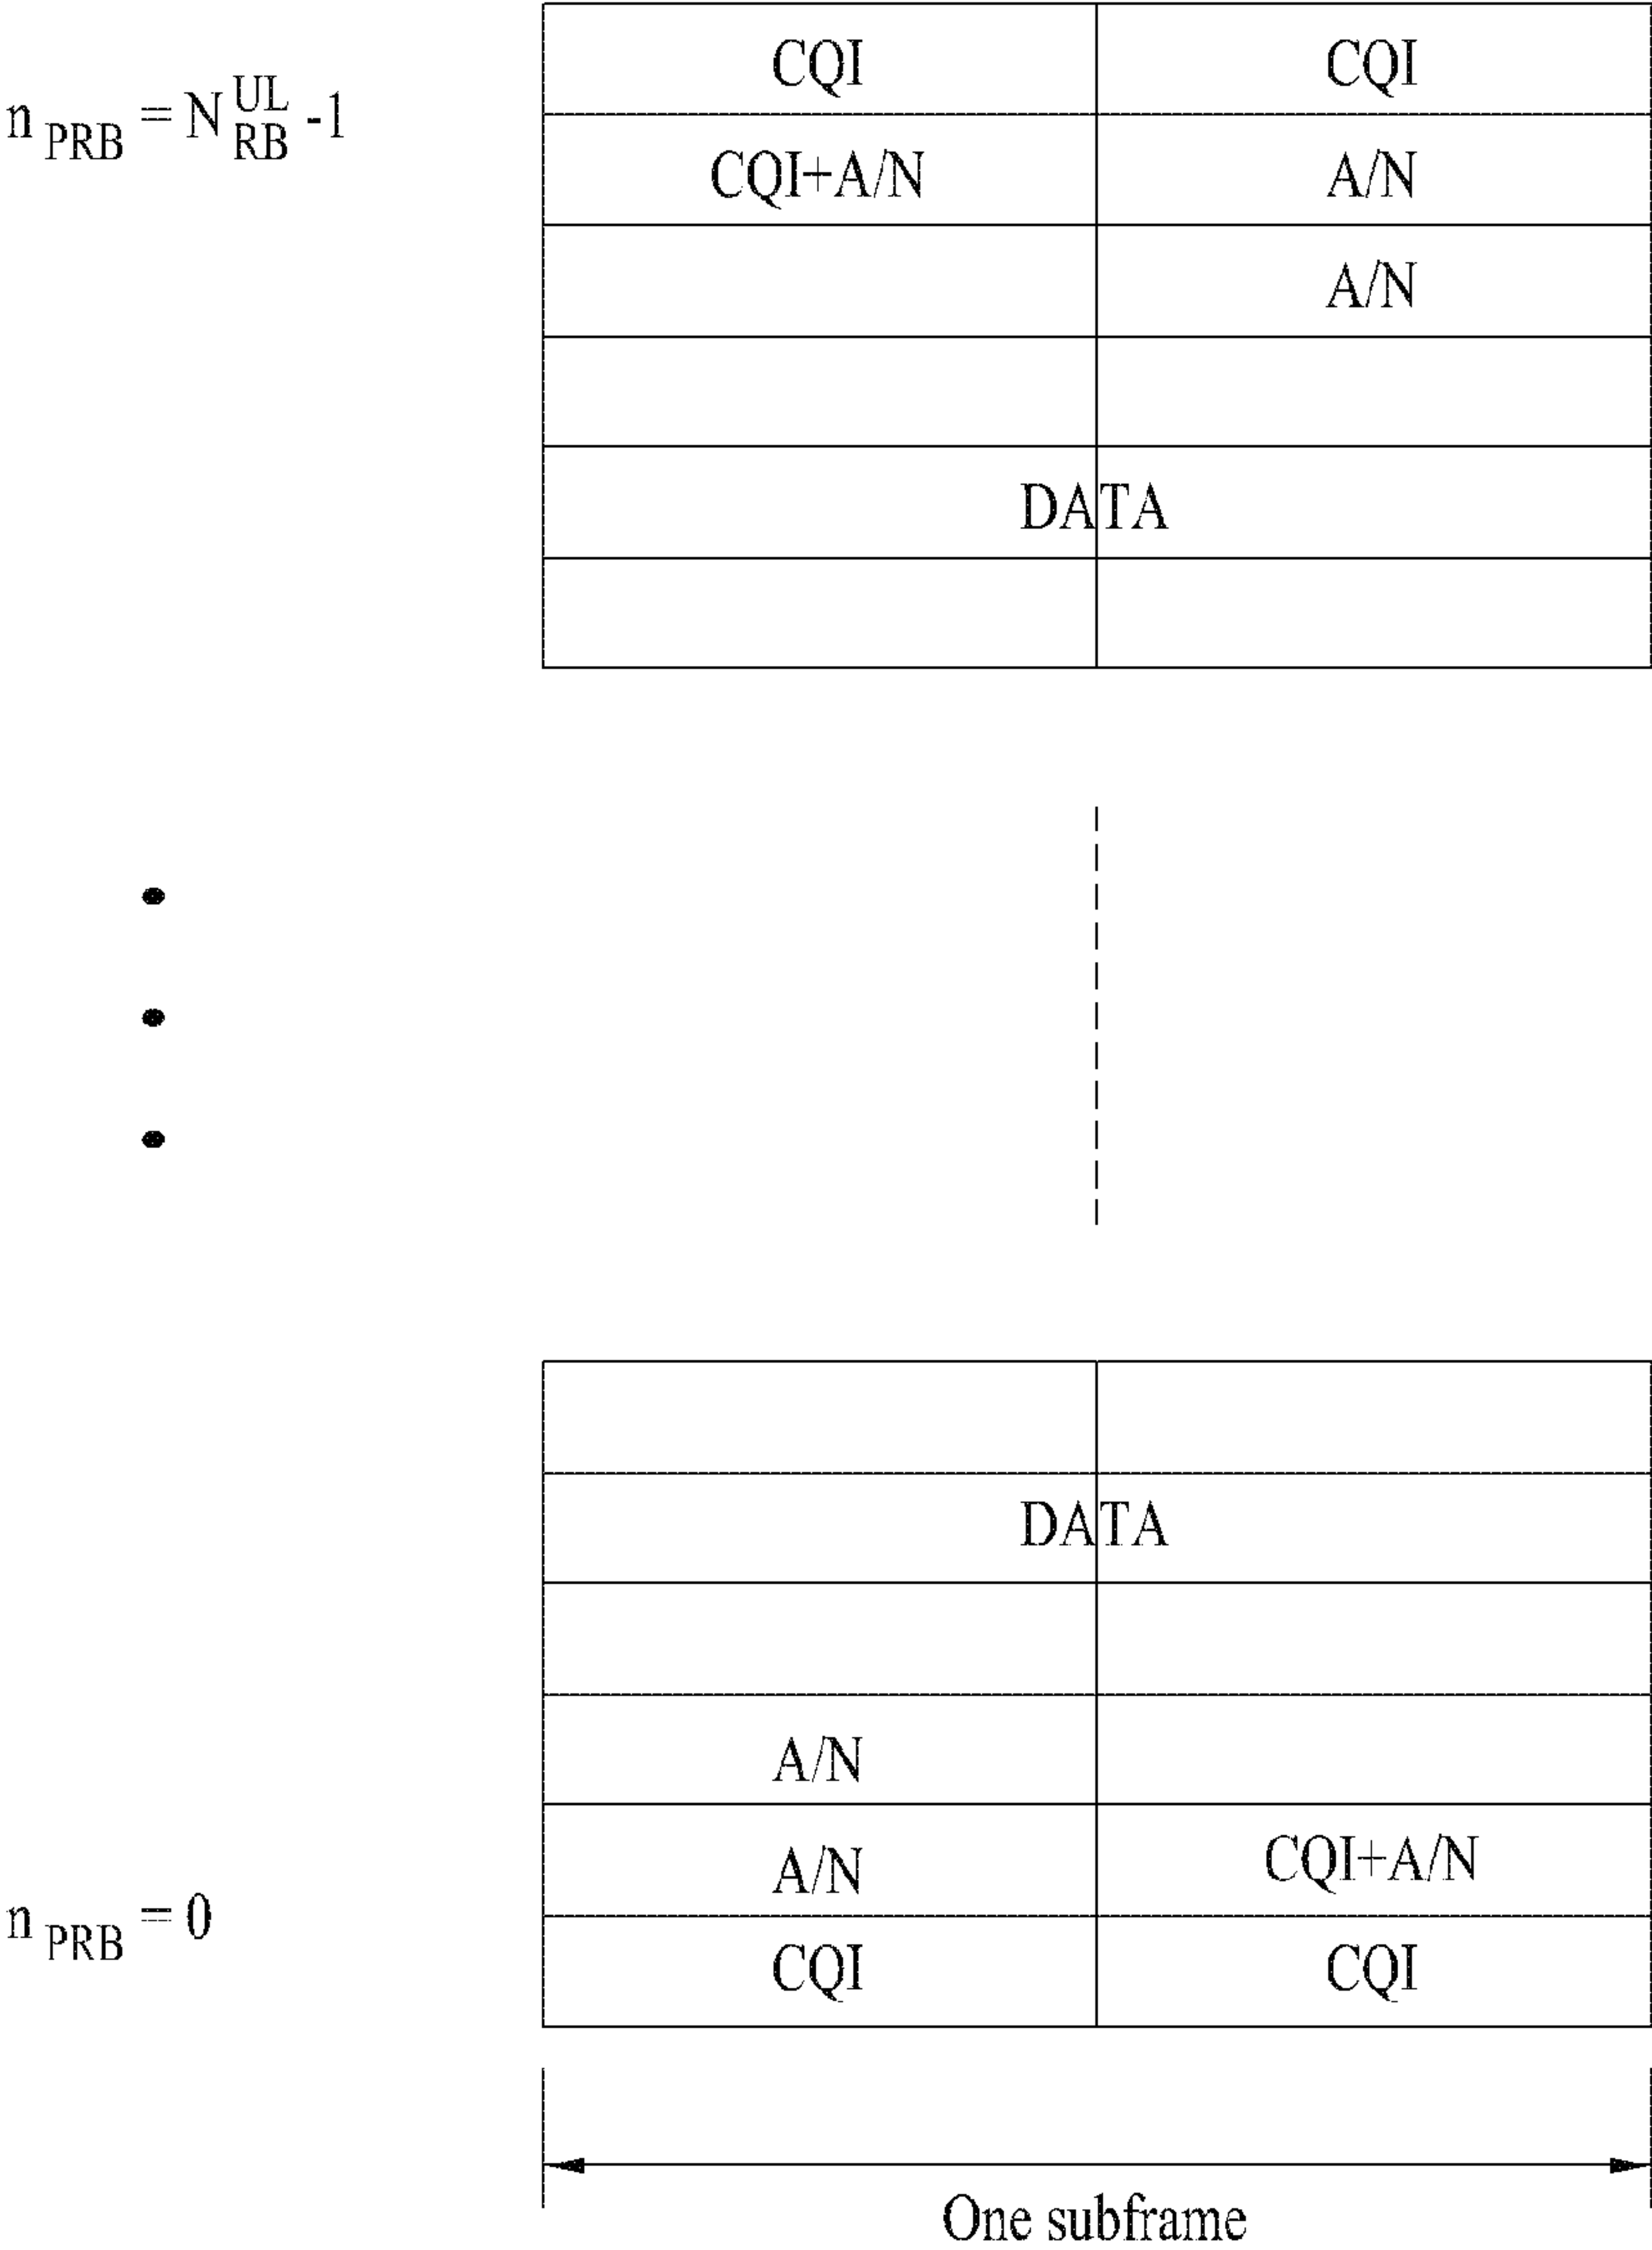 CQI CQI
n PRB = N UL RB -1
CQI+A/N A/N
A/N
DATA
DATA
A/N
A/N CQI+A/N
n PRB = 0
CQI CQI
One subframe